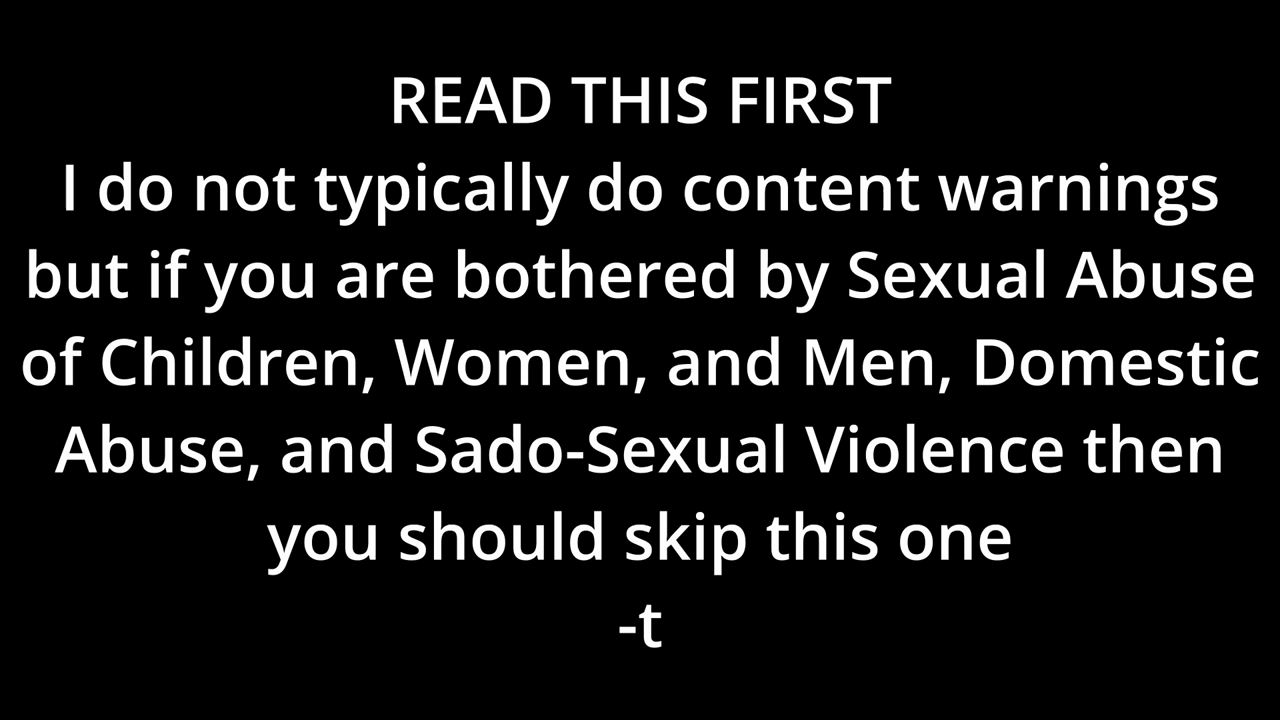 READ THIS FIRST
I do not typically do content warnings
but if you are bothered by Sexual Abuse
of Children, Women, and Men, Domestic
Abuse, and Sado-Sexual Violence then
you should skip this one
-t